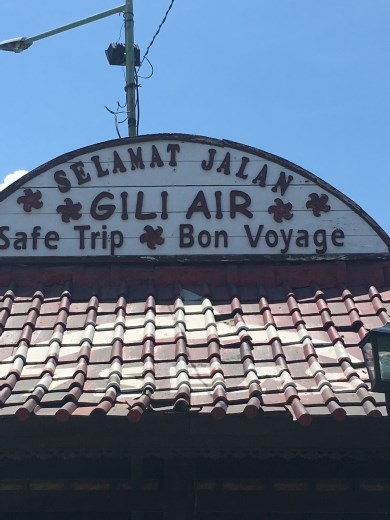 SELAMAT JALAN
GILI AIR
Safe Trip Bon Voyage